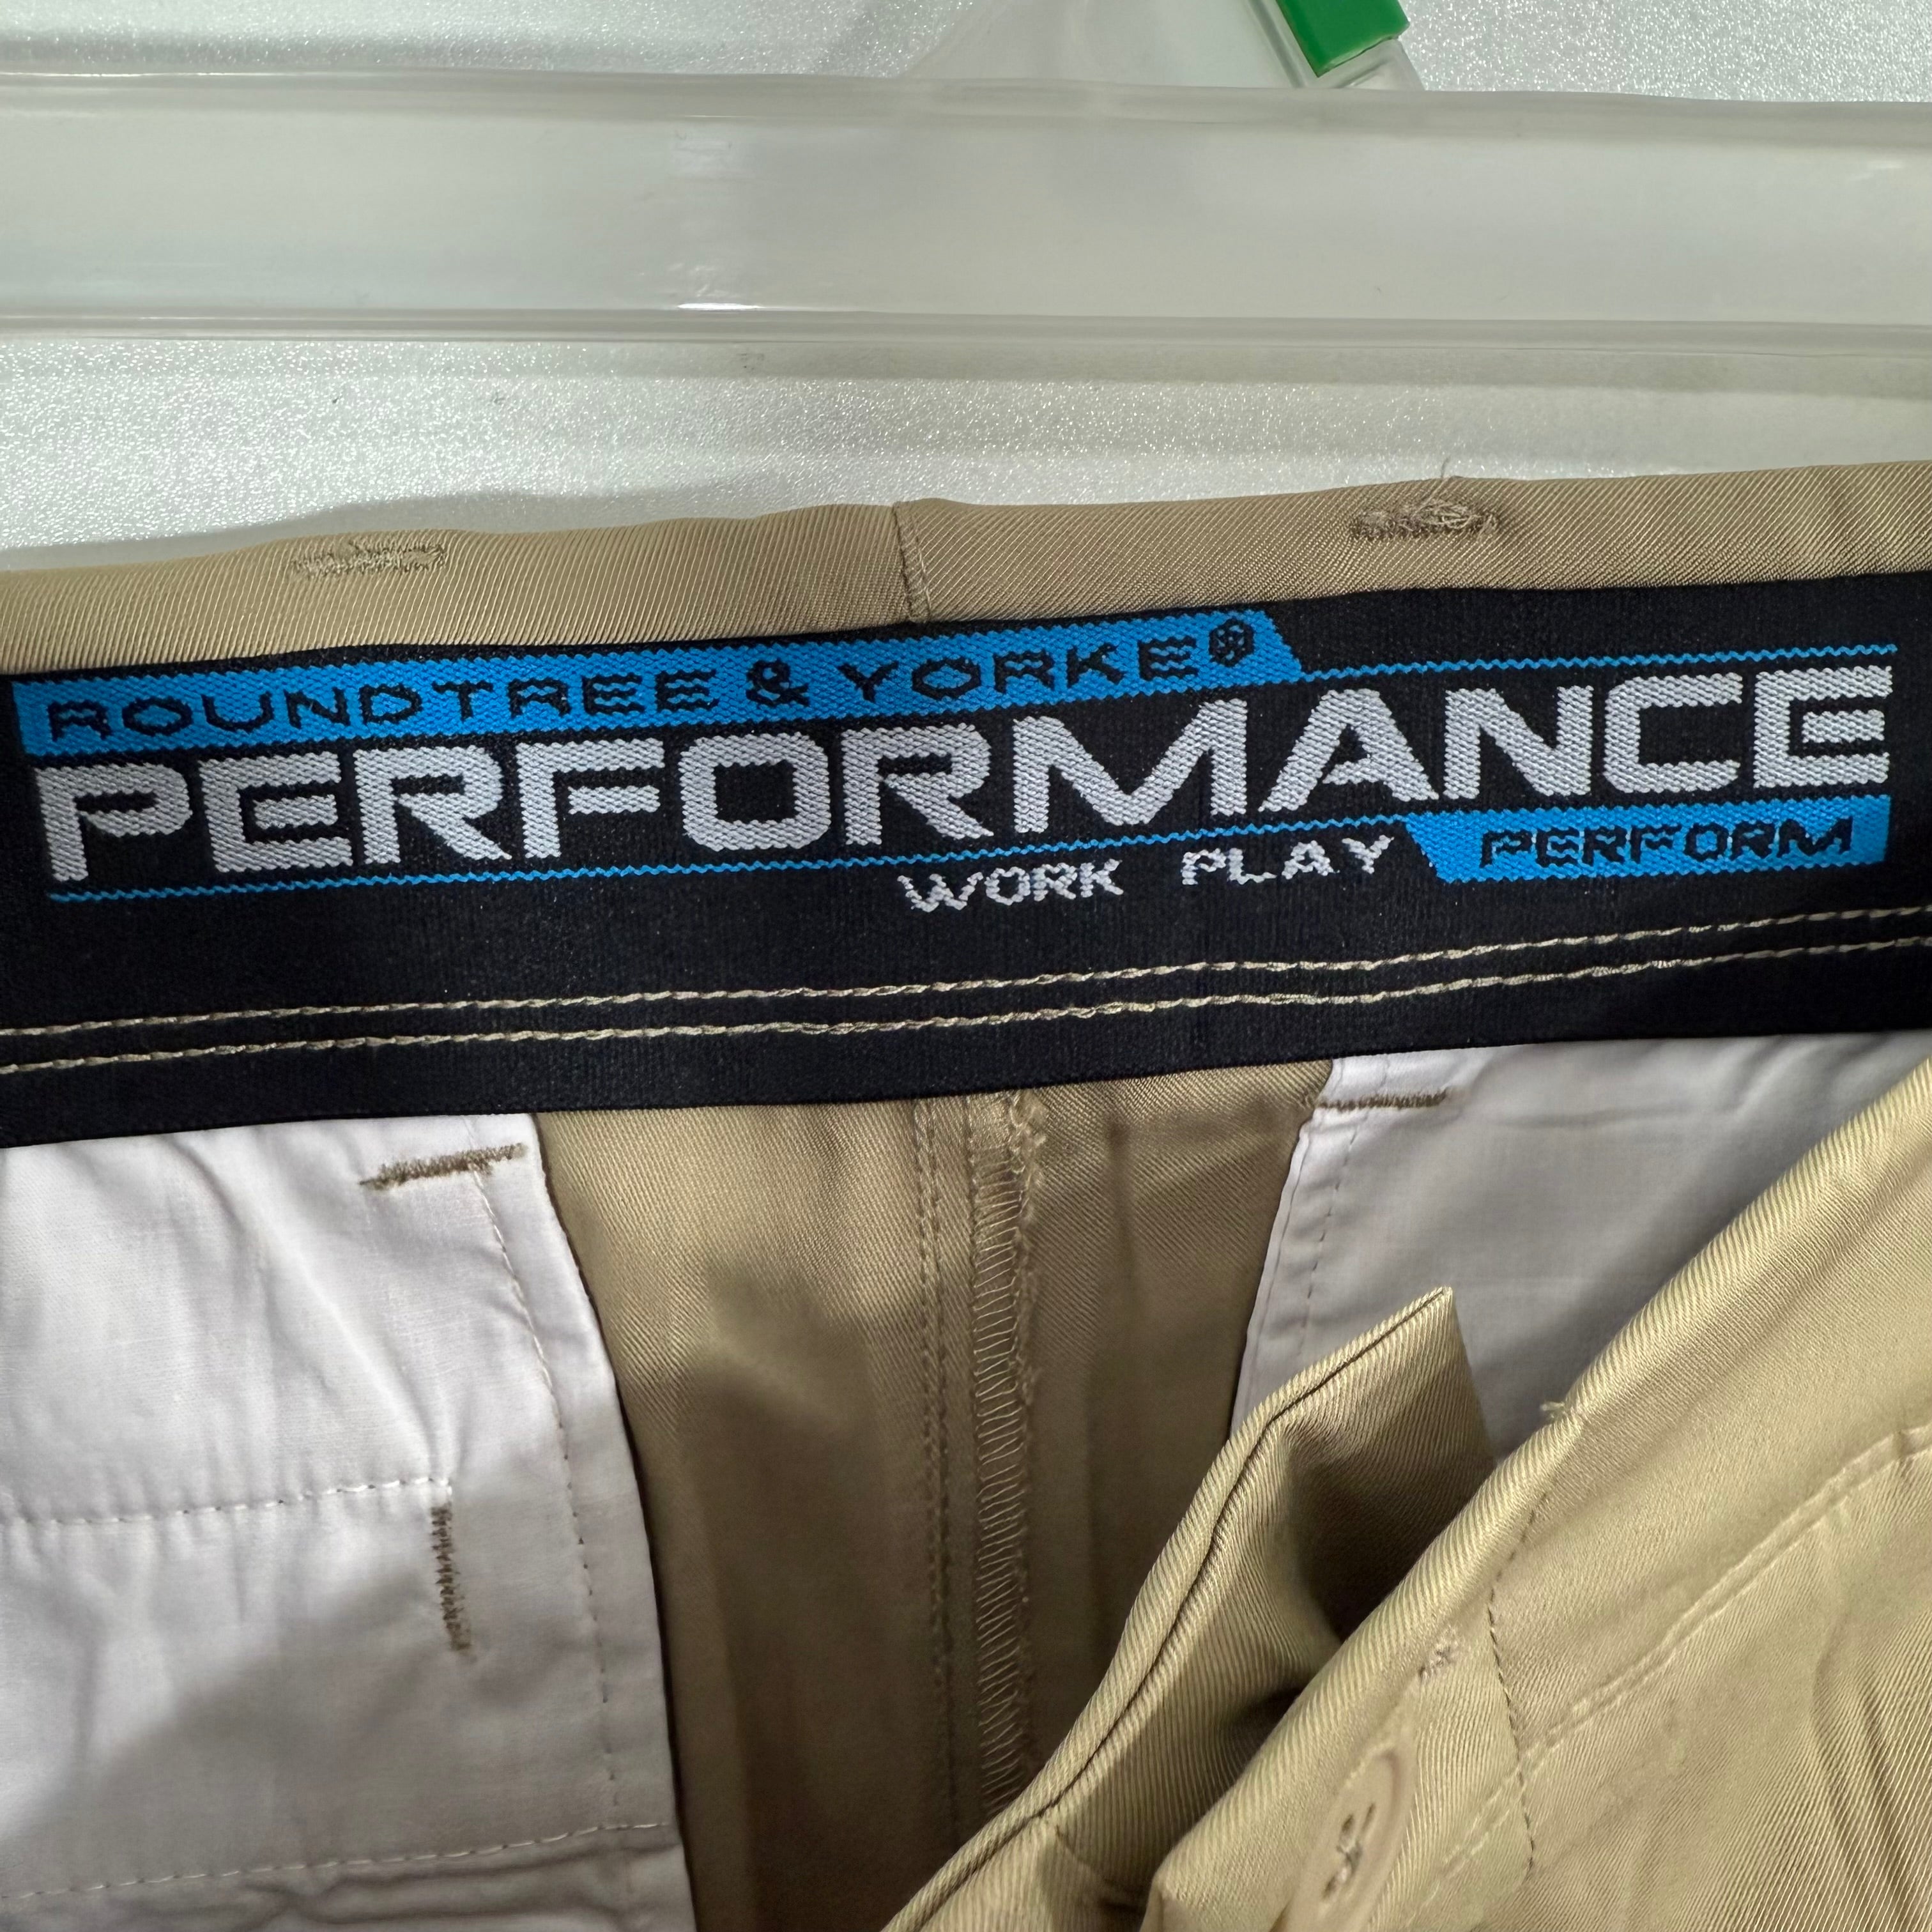 ROUNDTREE & YORKE®
PERFORMANCE
WORK PLAY PERFORM